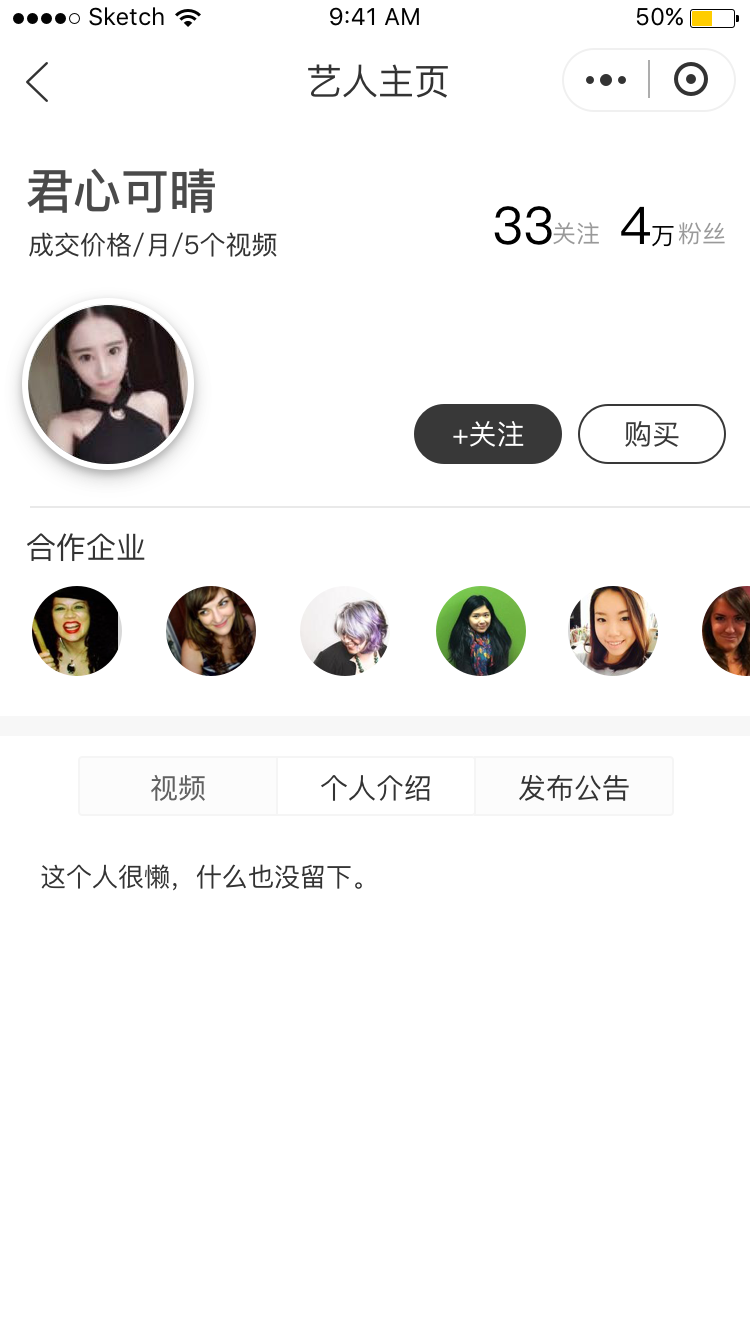 Sketch 9:41 AM 50%
艺人主页
君心可晴
成交价格/月/5个视频
33关注 4万粉丝
+关注 购买
合作企业
视频 个人介绍 发布公告
这个人很懒，什么也没留下。